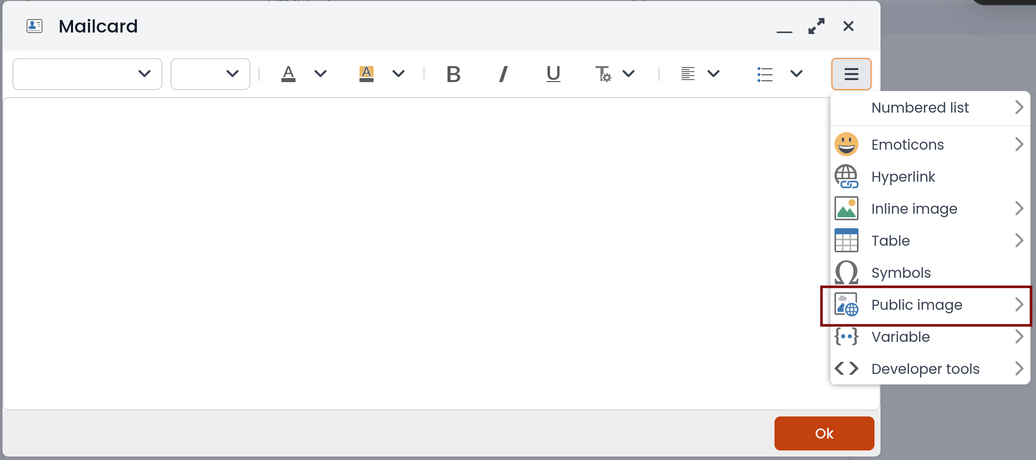 Mailcard
A
A
B
I
U
T
Numbered list
Emoticons
Hyperlink
Inline image
Table
Ω Symbols
Public image
Variable
Developer tools
Ok